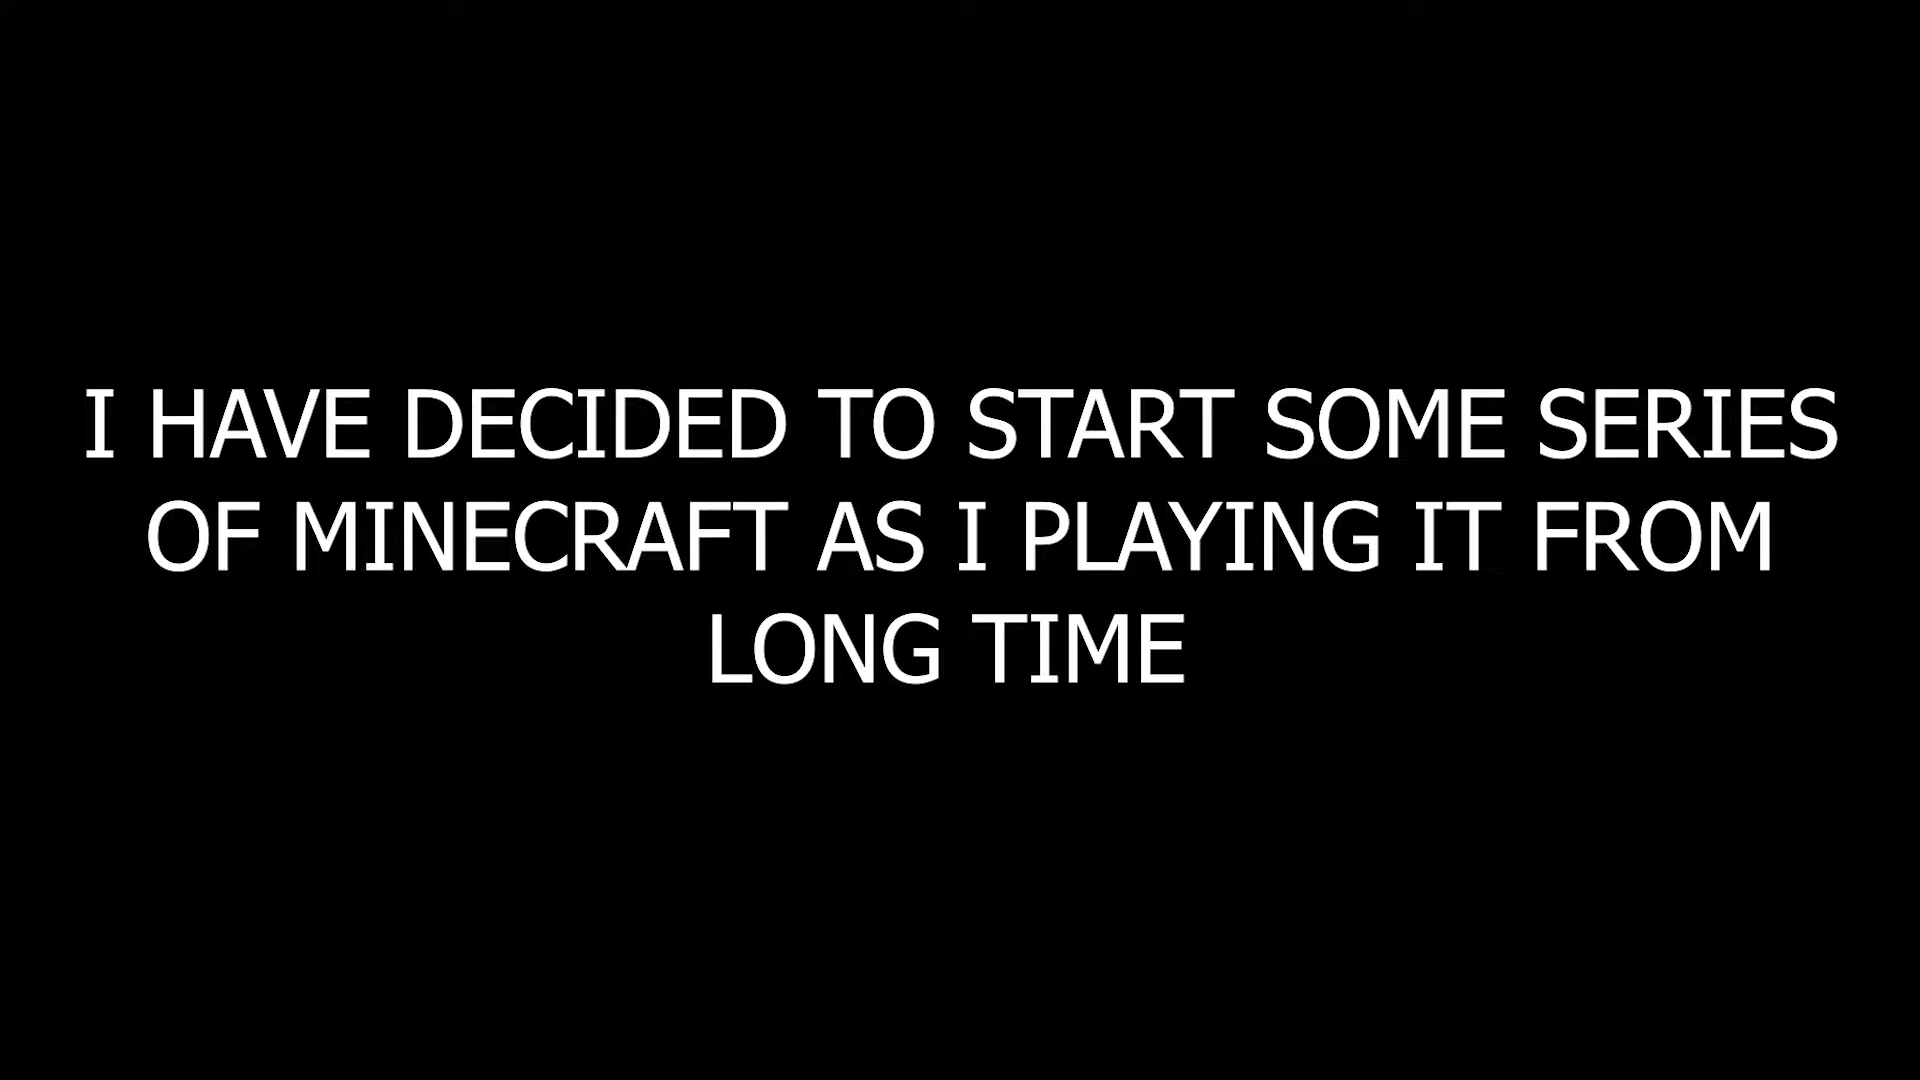 I HAVE DECIDED TO START SOME SERIES
OF MINECRAFT AS I PLAYING IT FROM
LONG TIME